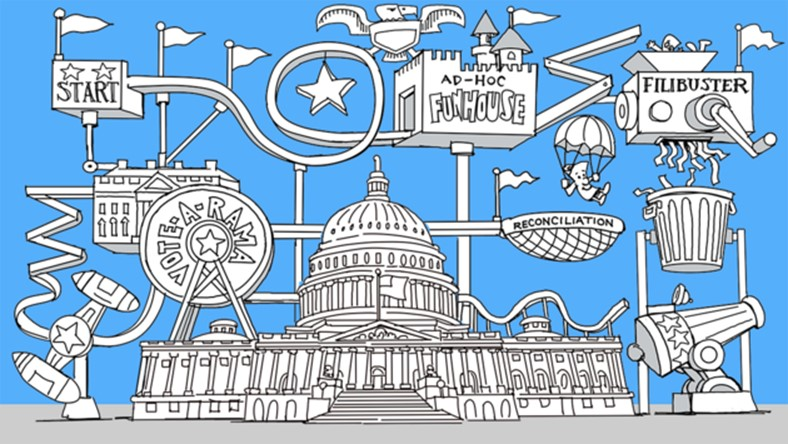 START
AD-HOC
FUNHOUSE
FILIBUSTER
VOTE-A-RAMA
RECONCILIATION